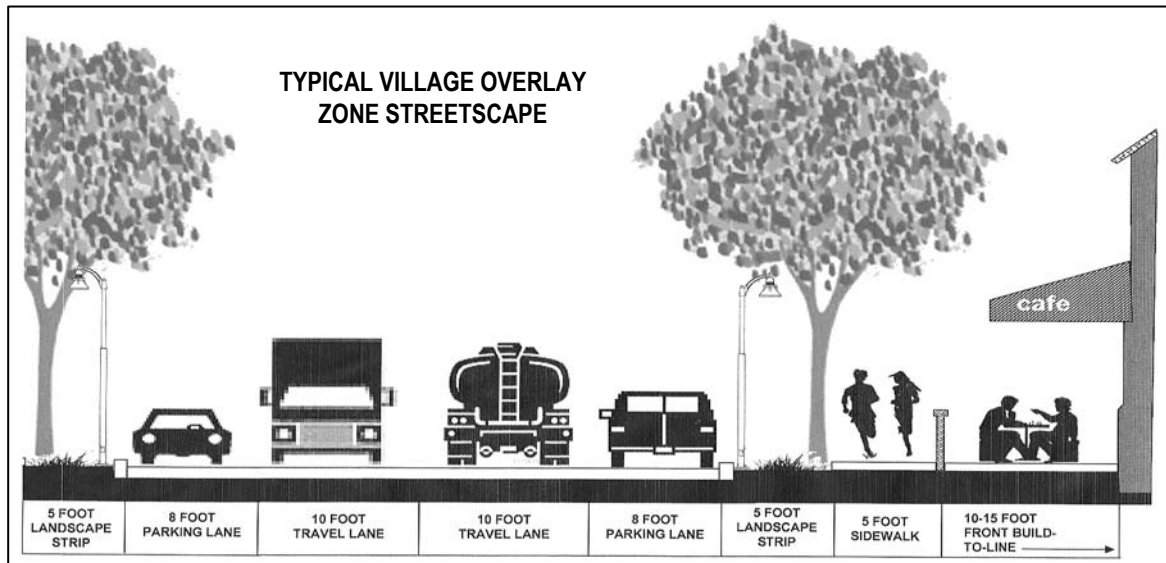 TYPICAL VILLAGE OVERLAY
ZONE STREETSCAPE
cafe
5 FOOT
LANDSCAPE
STRIP
8 FOOT
PARKING LANE
10 FOOT
TRAVEL LANE
10 FOOT
TRAVEL LANE
8 FOOT
PARKING LANE
5 FOOT
LANDSCAPE
STRIP
5 FOOT
SIDEWALK
10-15 FOOT
FRONT BUILD-
TO-LINE